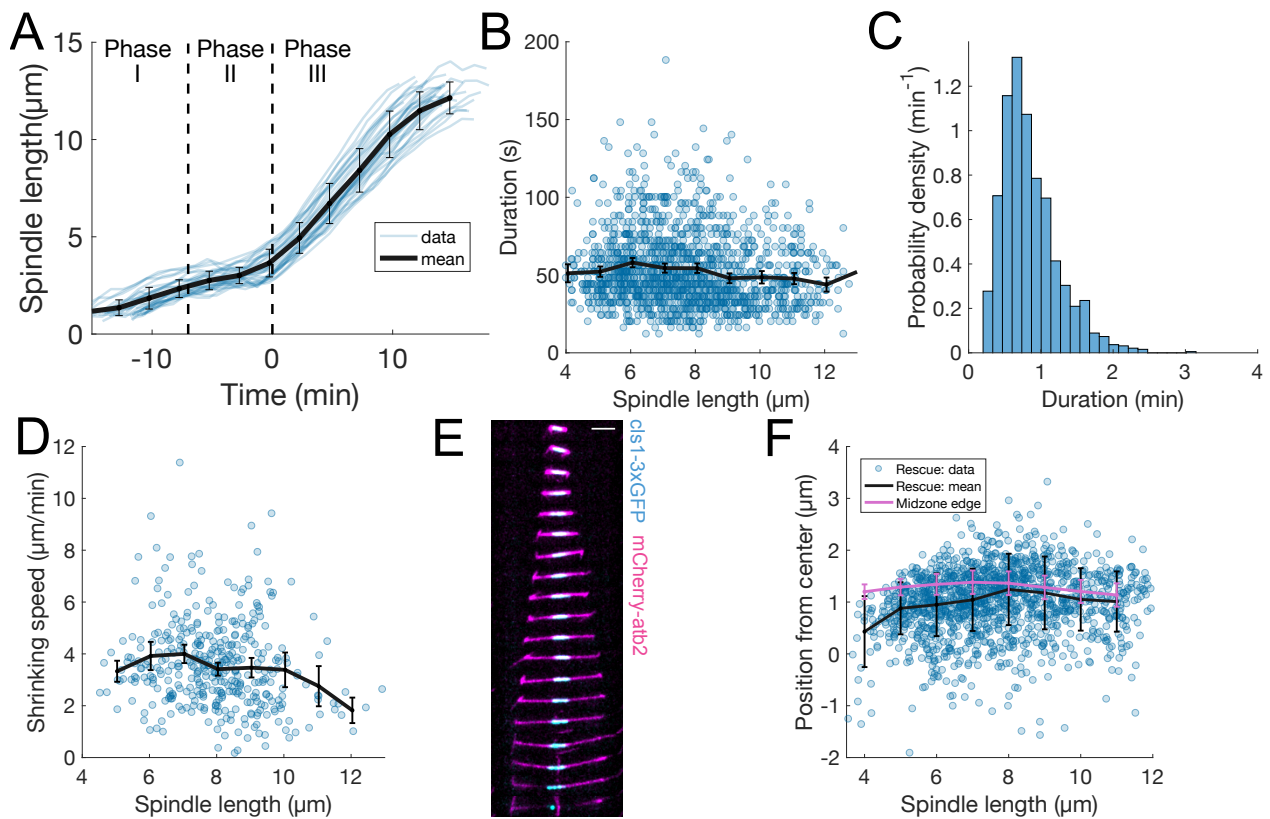 A
Phase I
Phase II
Phase III
15
10
5
0
-10
0
10
Spindle length(μm)
Time (min)
data
mean
B
200
150
100
50
0
4
6
8
10
12
Duration (s)
Spindle length (μm)
C
1.2
1
0.8
0.6
0.4
0.2
0
0
1
2
3
4
Probability density (min⁻¹)
Duration (min)
D
12
10
8
6
4
2
0
4
6
8
10
12
Shrinking speed (μm/min)
Spindle length (μm)
E
cls1-3xGFP mCherry-atb2
F
4
3
2
1
0
-1
-2
4
6
8
10
12
Position from center (μm)
Spindle length (μm)
Rescue: data
Rescue: mean
Midzone edge